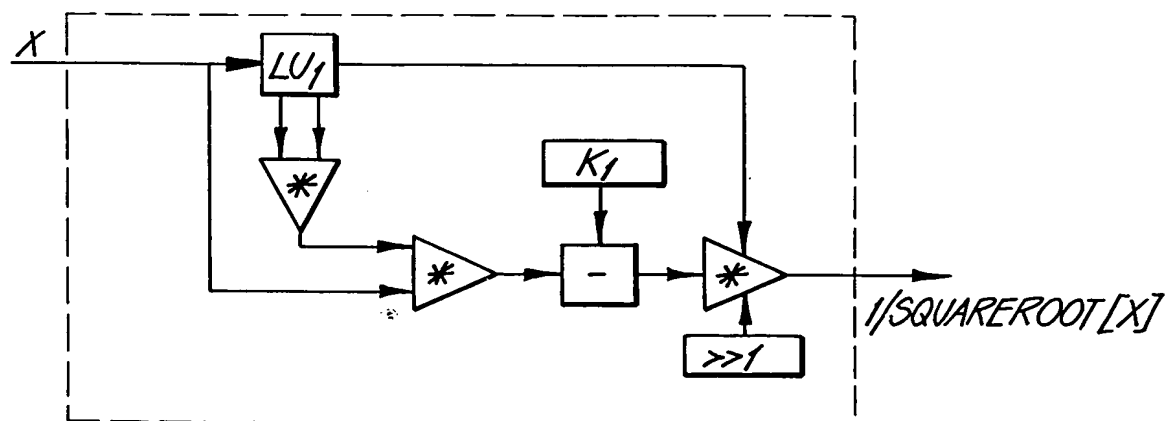 X
LU1
*
K1
*
-
*
>>1
1/SQUAREROOT[X]